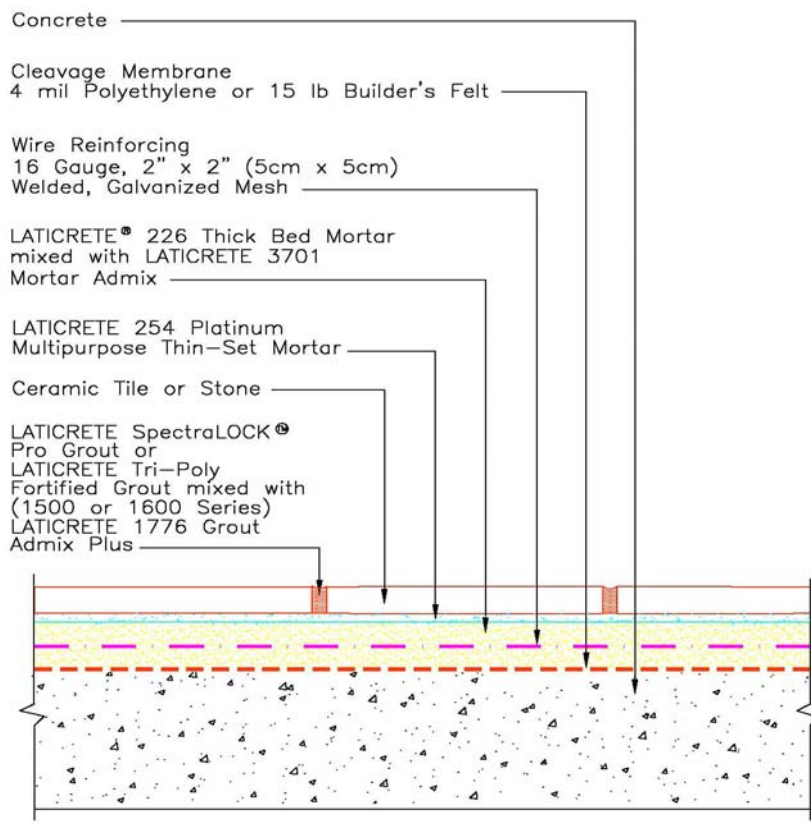 Concrete
Cleavage Membrane
4 mil Polyethylene or 15 lb Builder's Felt
Wire Reinforcing
16 Gauge, 2" x 2" (5cm x 5cm)
Welded, Galvanized Mesh
LATICRETE® 226 Thick Bed Mortar
mixed with LATICRETE 3701
Mortar Admix
LATICRETE 254 Platinum
Multipurpose Thin-Set Mortar
Ceramic Tile or Stone
LATICRETE SpectraLOCK®
Pro Grout or
LATICRETE Tri-Poly
Fortified Grout mixed with
(1500 or 1600 Series)
LATICRETE 1776 Grout
Admix Plus